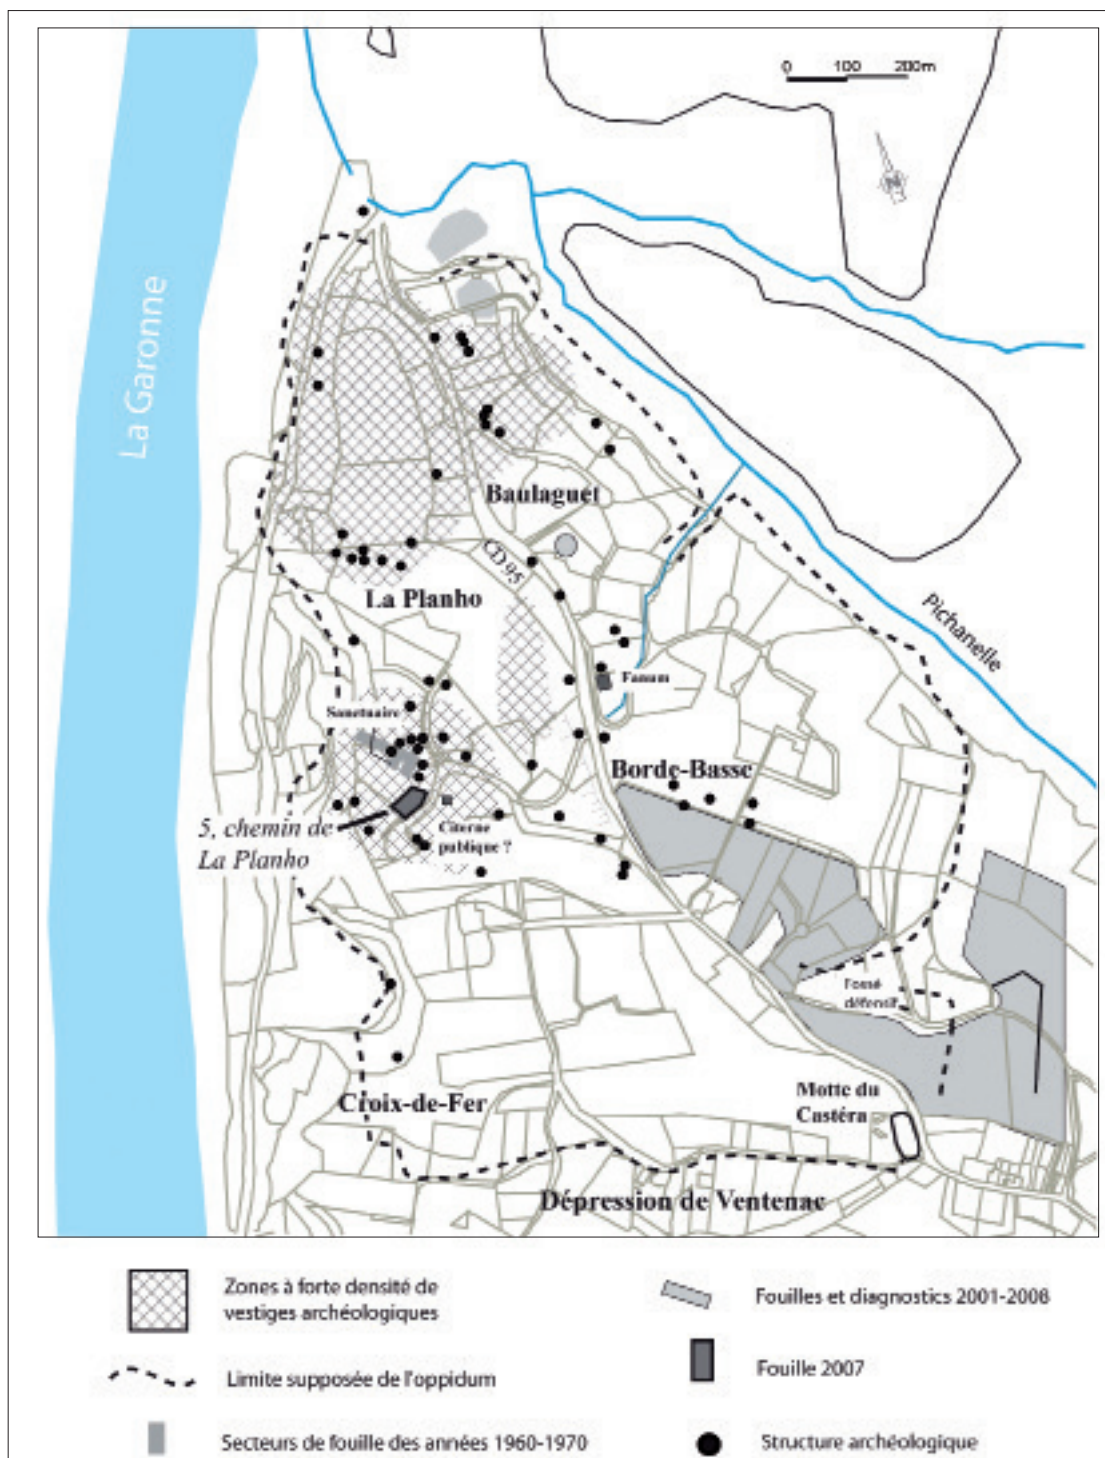 0 100 200m
N
La Garonne
Baulaguet
CD 95
La Planho
Pichanelle
Fanum
Sanctuaire
Borde-Basse
5, chemin de
La Planho
Citerne
publique ?
Fossé
défensif
Motte du
Castéra
Croix-de-Fer
Dépression de Ventenac
Zones à forte densité de
vestiges archéologiques
Fouilles et diagnostics 2001-2006
Limite supposée de l'oppidum
Fouille 2007
Secteurs de fouille des années 1960-1970
Structure archéologique